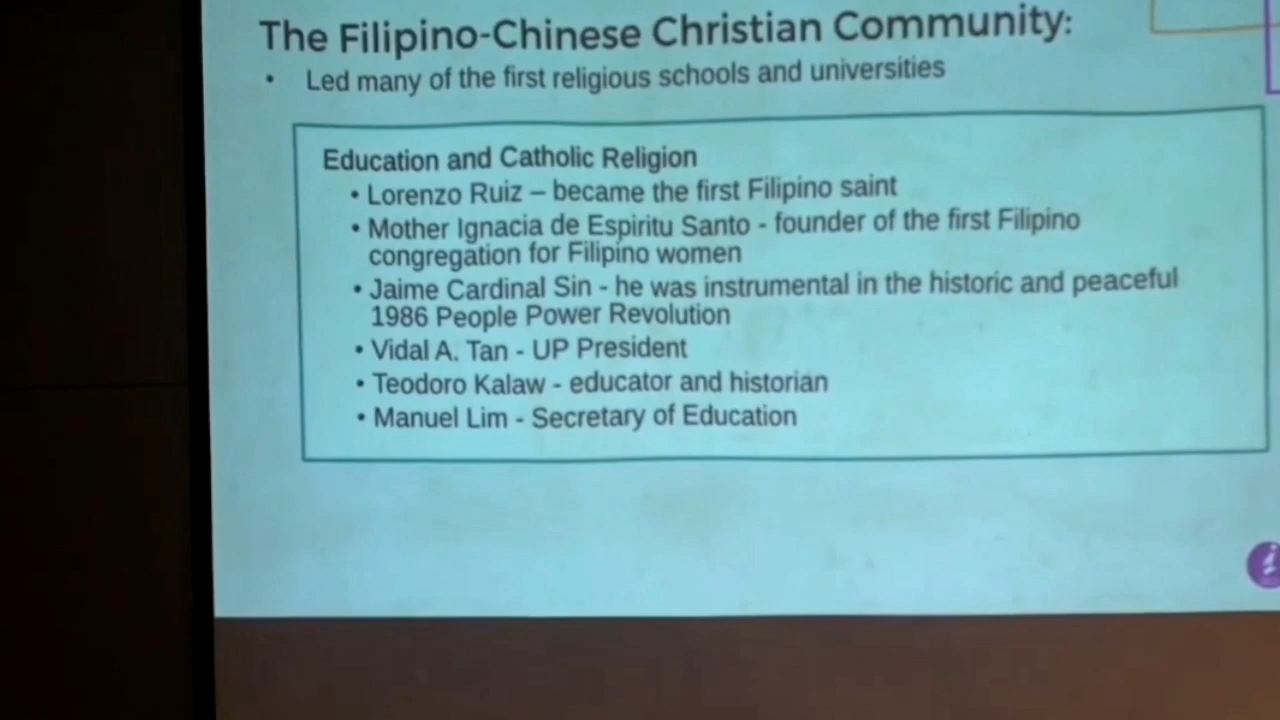 The Filipino-Chinese Christian Community:
• Led many of the first religious schools and universities
Education and Catholic Religion
• Lorenzo Ruiz – became the first Filipino saint
• Mother Ignacia de Espiritu Santo - founder of the first Filipino
congregation for Filipino women
• Jaime Cardinal Sin - he was instrumental in the historic and peaceful
1986 People Power Revolution
• Vidal A. Tan - UP President
• Teodoro Kalaw - educator and historian
• Manuel Lim - Secretary of Education